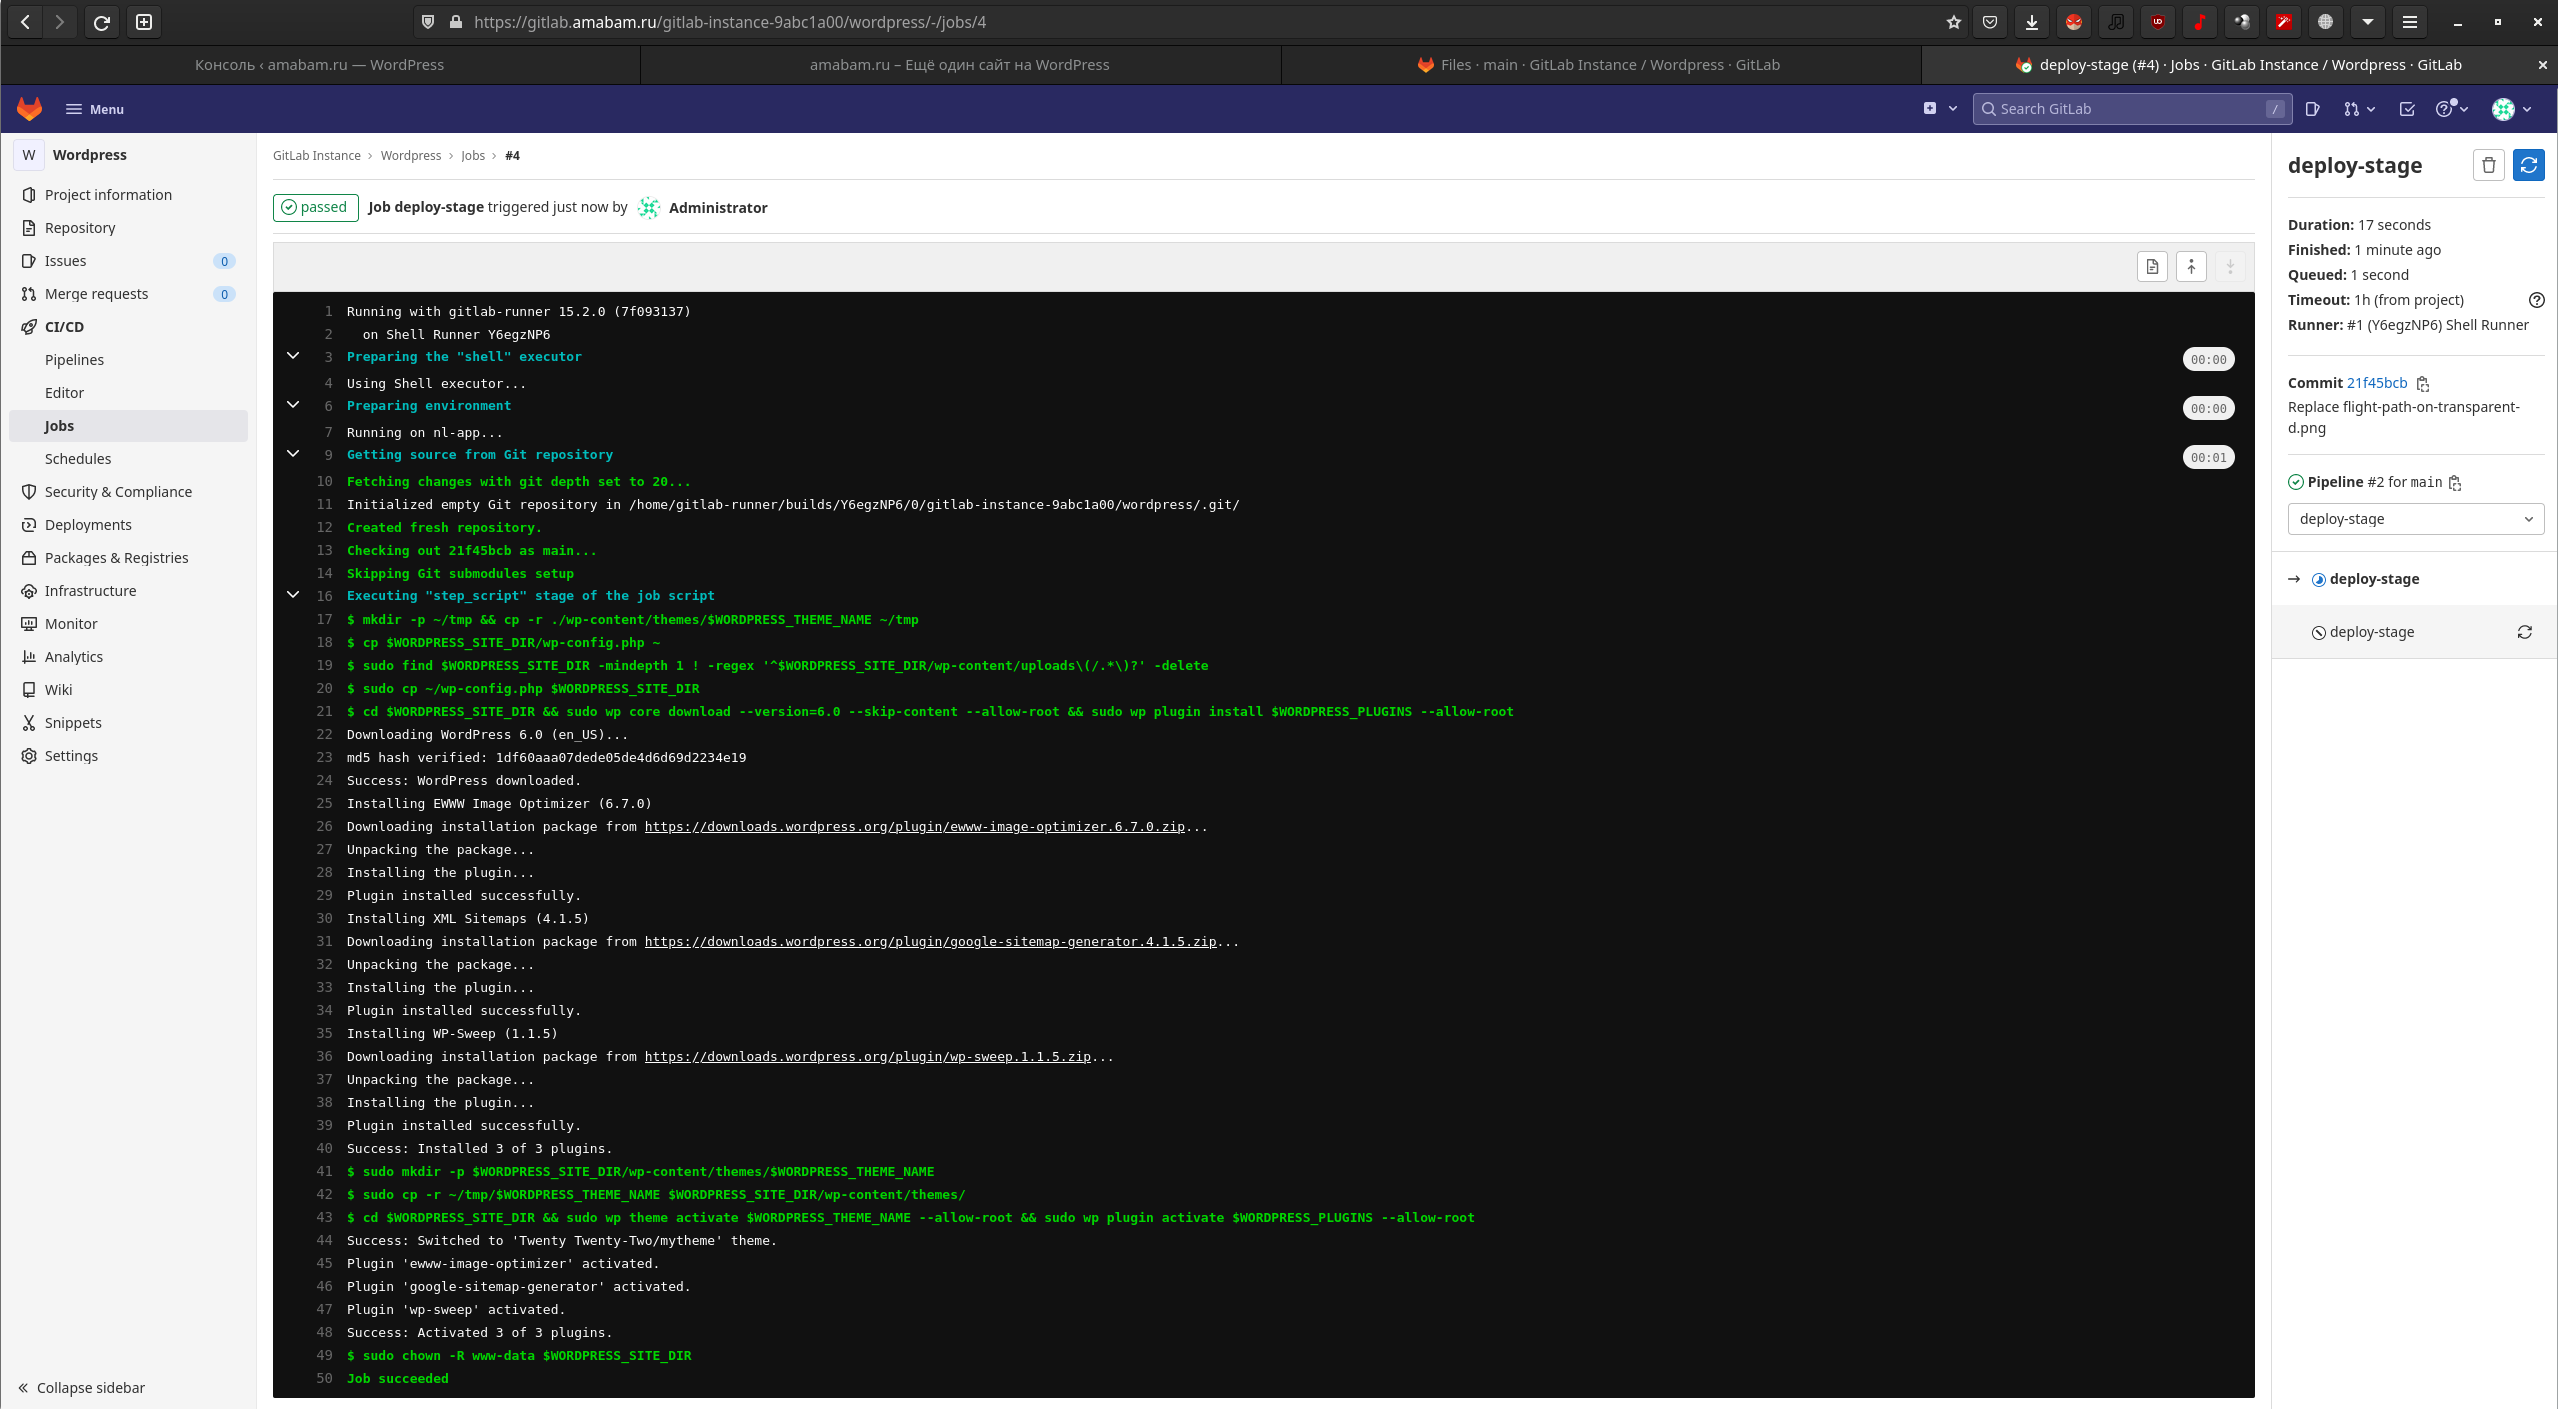 https://gitlab.amabam.ru/gitlab-instance-9abc1a00/wordpress/-/jobs/4
Консоль ‹ amabam.ru — WordPress
amabam.ru – Ещё один сайт на WordPress
Files · main · GitLab Instance / Wordpress · GitLab
deploy-stage (#4) · Jobs · GitLab Instance / Wordpress · GitLab
Menu
Search GitLab
/
W Wordpress
Project information
Repository
Issues 0
Merge requests 0
CI/CD
Pipelines
Editor
Jobs
Schedules
Security & Compliance
Deployments
Packages & Registries
Infrastructure
Monitor
Analytics
Wiki
Snippets
Settings
Collapse sidebar
GitLab Instance › Wordpress › Jobs › #4
passed Job deploy-stage triggered just now by Administrator
1 Running with gitlab-runner 15.2.0 (7f093137)
2 on Shell Runner Y6egzNP6
3 Preparing the "shell" executor 00:00
4 Using Shell executor...
6 Preparing environment 00:00
7 Running on nl-app...
9 Getting source from Git repository 00:01
10 Fetching changes with git depth set to 20...
11 Initialized empty Git repository in /home/gitlab-runner/builds/Y6egzNP6/0/gitlab-instance-9abc1a00/wordpress/.git/
12 Created fresh repository.
13 Checking out 21f45bcb as main...
14 Skipping Git submodules setup
16 Executing "step_script" stage of the job script
17 $ mkdir -p ~/tmp && cp -r ./wp-content/themes/$WORDPRESS_THEME_NAME ~/tmp
18 $ cp $WORDPRESS_SITE_DIR/wp-config.php ~
19 $ sudo find $WORDPRESS_SITE_DIR -mindepth 1 ! -regex '^$WORDPRESS_SITE_DIR/wp-content/uploads\(/.*\)?' -delete
20 $ sudo cp ~/wp-config.php $WORDPRESS_SITE_DIR
21 $ cd $WORDPRESS_SITE_DIR && sudo wp core download --version=6.0 --skip-content --allow-root && sudo wp plugin install $WORDPRESS_PLUGINS --allow-root
22 Downloading WordPress 6.0 (en_US)...
23 md5 hash verified: 1df60aaa07dede05de4d6d69d2234e19
24 Success: WordPress downloaded.
25 Installing EWWW Image Optimizer (6.7.0)
26 Downloading installation package from https://downloads.wordpress.org/plugin/ewww-image-optimizer.6.7.0.zip...
27 Unpacking the package...
28 Installing the plugin...
29 Plugin installed successfully.
30 Installing XML Sitemaps (4.1.5)
31 Downloading installation package from https://downloads.wordpress.org/plugin/google-sitemap-generator.4.1.5.zip...
32 Unpacking the package...
33 Installing the plugin...
34 Plugin installed successfully.
35 Installing WP-Sweep (1.1.5)
36 Downloading installation package from https://downloads.wordpress.org/plugin/wp-sweep.1.1.5.zip...
37 Unpacking the package...
38 Installing the plugin...
39 Plugin installed successfully.
40 Success: Installed 3 of 3 plugins.
41 $ sudo mkdir -p $WORDPRESS_SITE_DIR/wp-content/themes/$WORDPRESS_THEME_NAME
42 $ sudo cp -r ~/tmp/$WORDPRESS_THEME_NAME $WORDPRESS_SITE_DIR/wp-content/themes/
43 $ cd $WORDPRESS_SITE_DIR && sudo wp theme activate $WORDPRESS_THEME_NAME --allow-root && sudo wp plugin activate $WORDPRESS_PLUGINS --allow-root
44 Success: Switched to 'Twenty Twenty-Two/mytheme' theme.
45 Plugin 'ewww-image-optimizer' activated.
46 Plugin 'google-sitemap-generator' activated.
47 Plugin 'wp-sweep' activated.
48 Success: Activated 3 of 3 plugins.
49 $ sudo chown -R www-data $WORDPRESS_SITE_DIR
50 Job succeeded
deploy-stage
Duration: 17 seconds
Finished: 1 minute ago
Queued: 1 second
Timeout: 1h (from project)
Runner: #1 (Y6egzNP6) Shell Runner
Commit 21f45bcb
Replace flight-path-on-transparent-
d.png
Pipeline #2 for main
deploy-stage
deploy-stage
deploy-stage